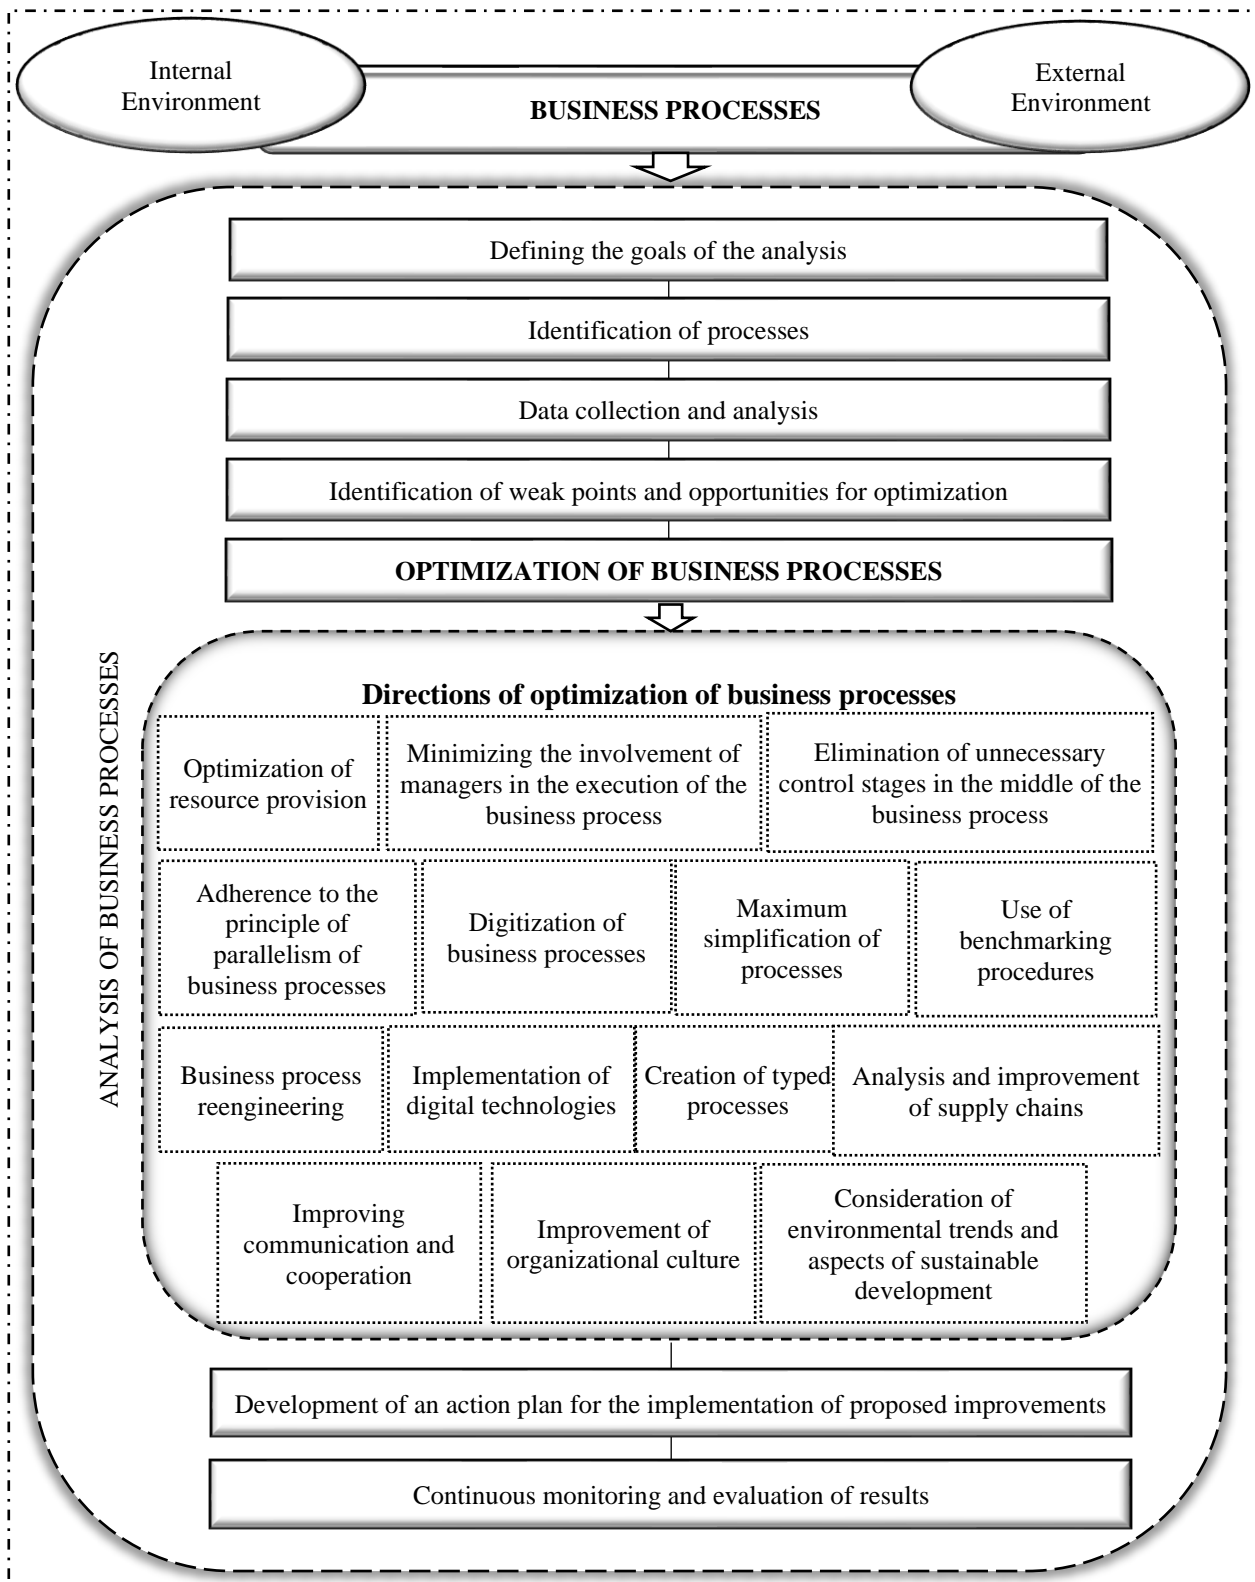 Internal
Environment
BUSINESS PROCESSES
External
Environment
Defining the goals of the analysis
Identification of processes
Data collection and analysis
Identification of weak points and opportunities for optimization
OPTIMIZATION OF BUSINESS PROCESSES
ANALYSIS OF BUSINESS PROCESSES
Directions of optimization of business processes
Optimization of
resource provision
Minimizing the involvement of
managers in the execution of the
business process
Elimination of unnecessary
control stages in the middle of the
business process
Adherence to the
principle of
parallelism of
business processes
Digitization of
business processes
Maximum
simplification of
processes
Use of
benchmarking
procedures
Business process
reengineering
Implementation of
digital technologies
Creation of typed
processes
Analysis and improvement
of supply chains
Improving
communication and
cooperation
Improvement of
organizational culture
Consideration of
environmental trends and
aspects of sustainable
development
Development of an action plan for the implementation of proposed improvements
Continuous monitoring and evaluation of results